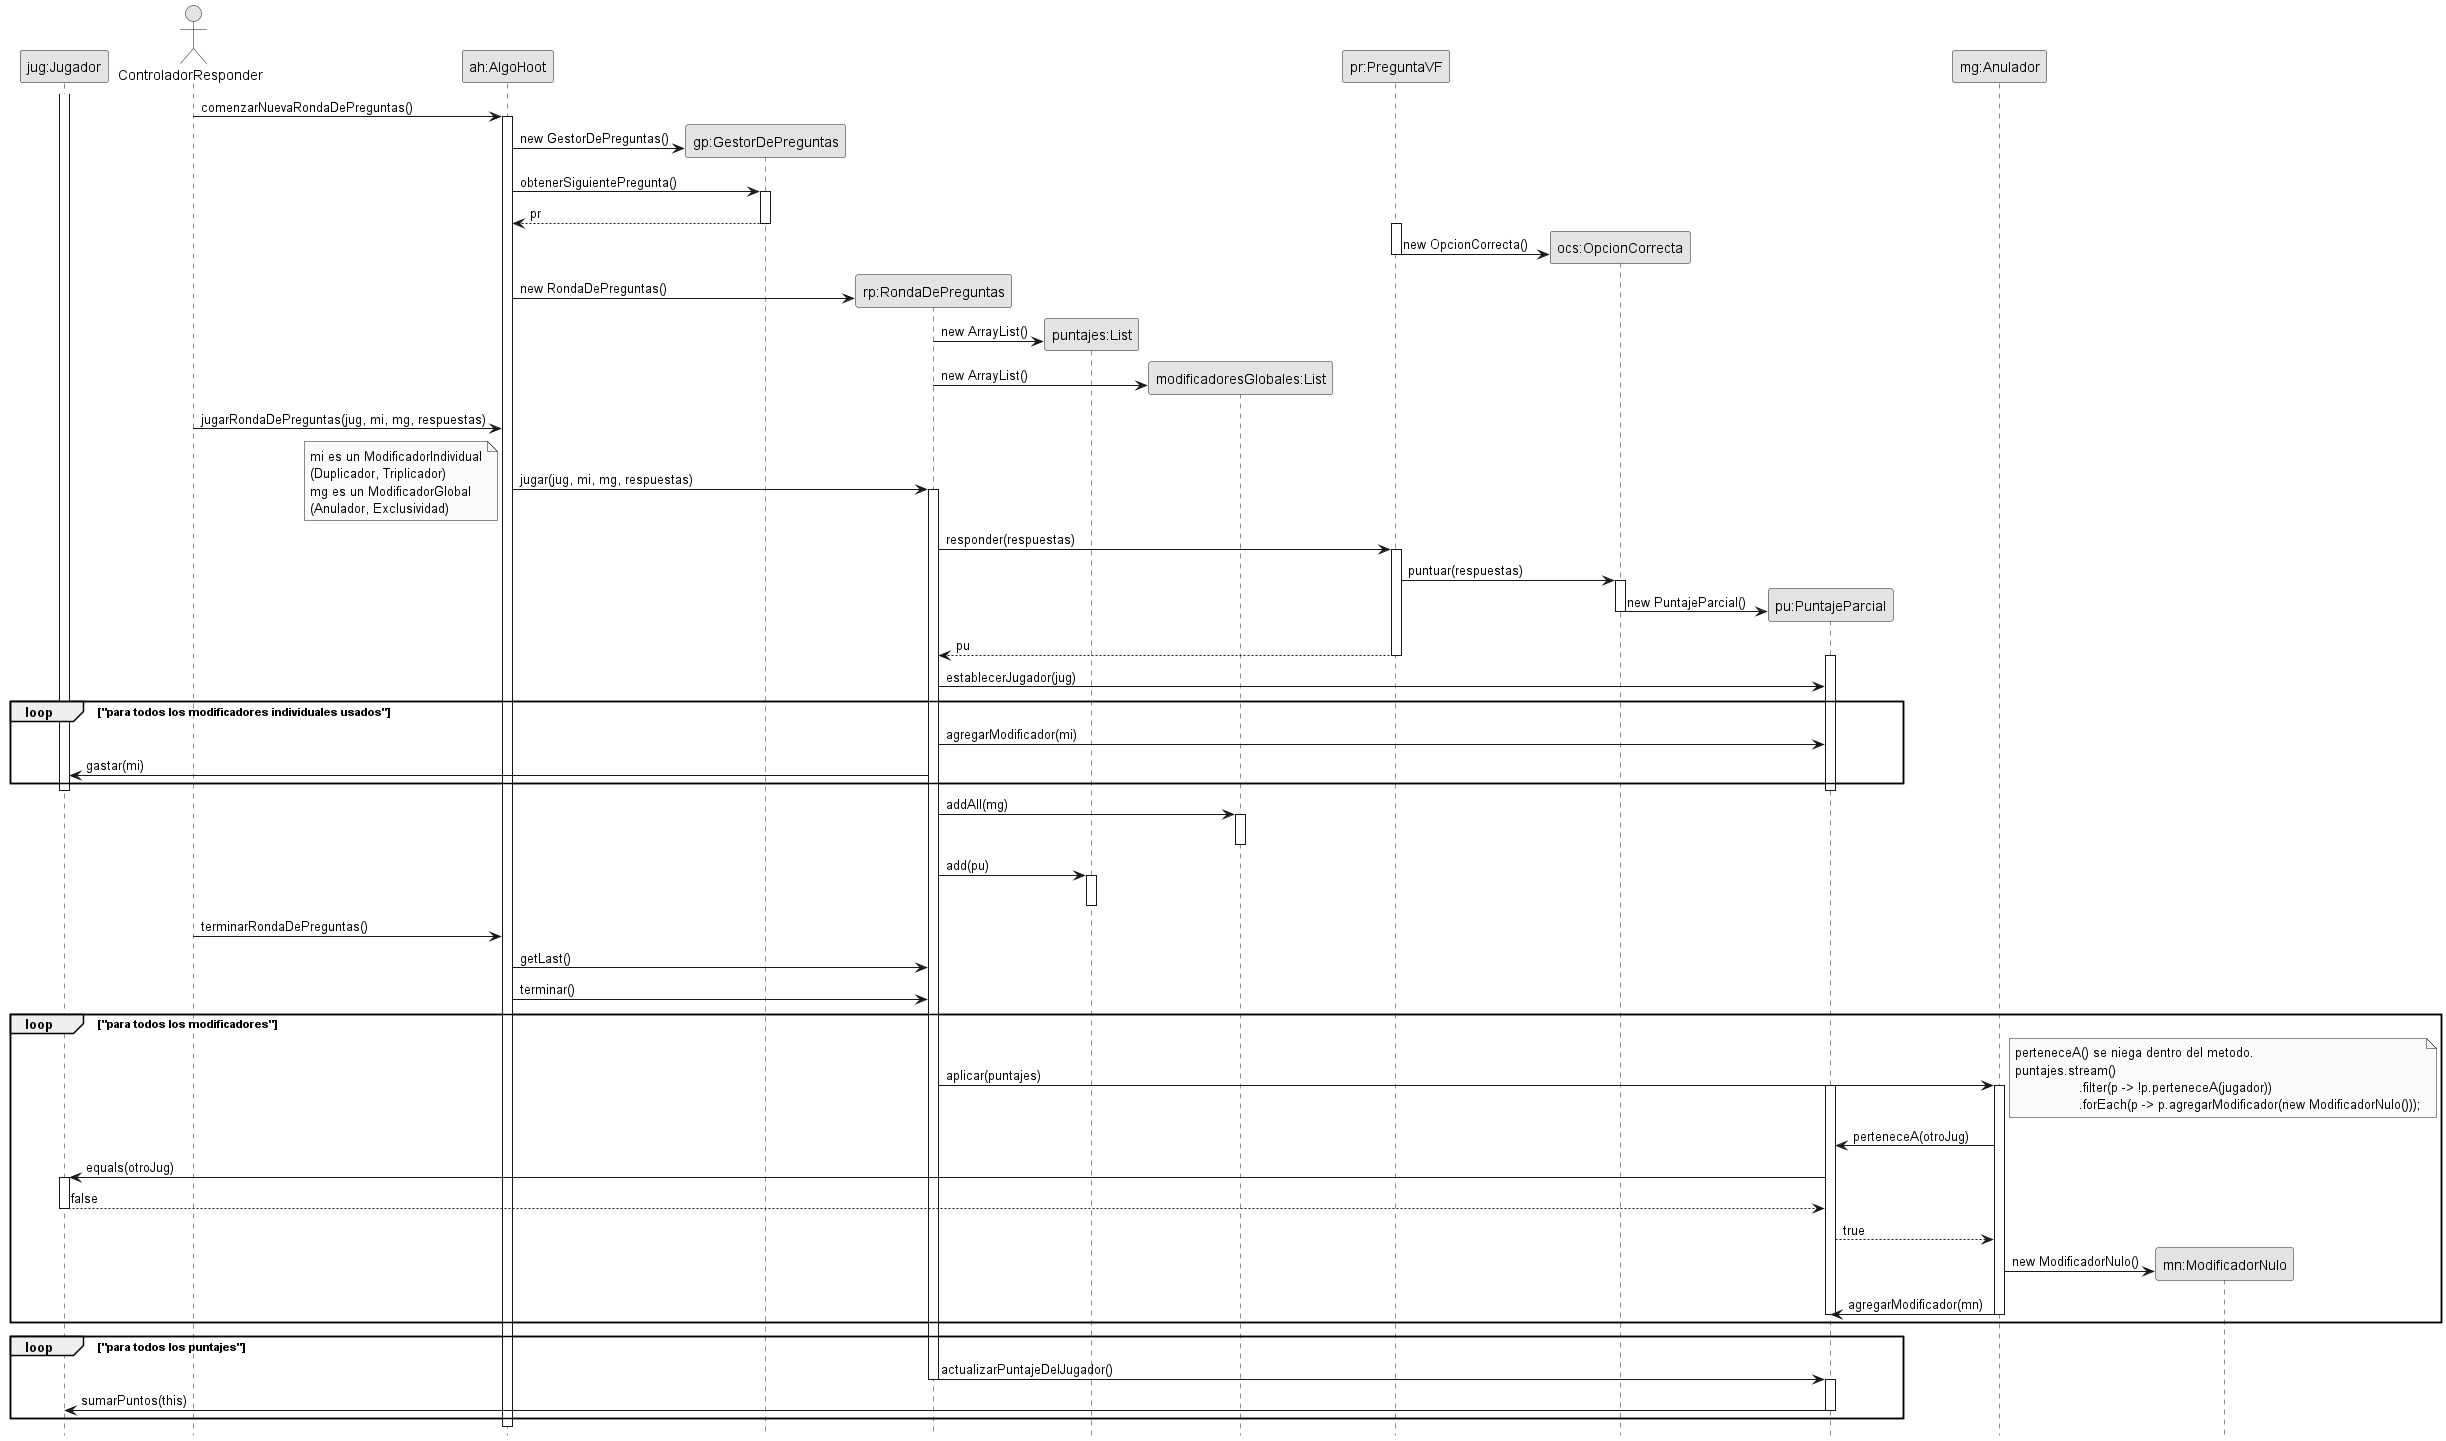 jug:Jugador
ControladorResponder
ah:AlgoHoot
pr:PreguntaVF
mg:Anulador
comenzarNuevaRondaDePreguntas()
new GestorDePreguntas()
gp:GestorDePreguntas
obtenerSiguientePregunta()
pr
new OpcionCorrecta()
ocs:OpcionCorrecta
new RondaDePreguntas()
rp:RondaDePreguntas
new ArrayList()
puntajes:List
new ArrayList()
modificadoresGlobales:List
jugarRondaDePreguntas(jug, mi, mg, respuestas)
mi es un ModificadorIndividual
(Duplicador, Triplicador)
mg es un ModificadorGlobal
(Anulador, Exclusividad)
jugar(jug, mi, mg, respuestas)
responder(respuestas)
puntuar(respuestas)
new PuntajeParcial()
pu:PuntajeParcial
pu
establecerJugador(jug)
loop ["para todos los modificadores individuales usados"]
agregarModificador(mi)
gastar(mi)
addAll(mg)
add(pu)
terminarRondaDePreguntas()
getLast()
terminar()
loop ["para todos los modificadores"]
perteneceA() se niega dentro del metodo.
puntajes.stream()
.filter(p -> !p.perteneceA(jugador))
.forEach(p -> p.agregarModificador(new ModificadorNulo()));
aplicar(puntajes)
perteneceA(otroJug)
equals(otroJug)
false
true
new ModificadorNulo()
mn:ModificadorNulo
agregarModificador(mn)
loop ["para todos los puntajes"]
actualizarPuntajeDelJugador()
sumarPuntos(this)